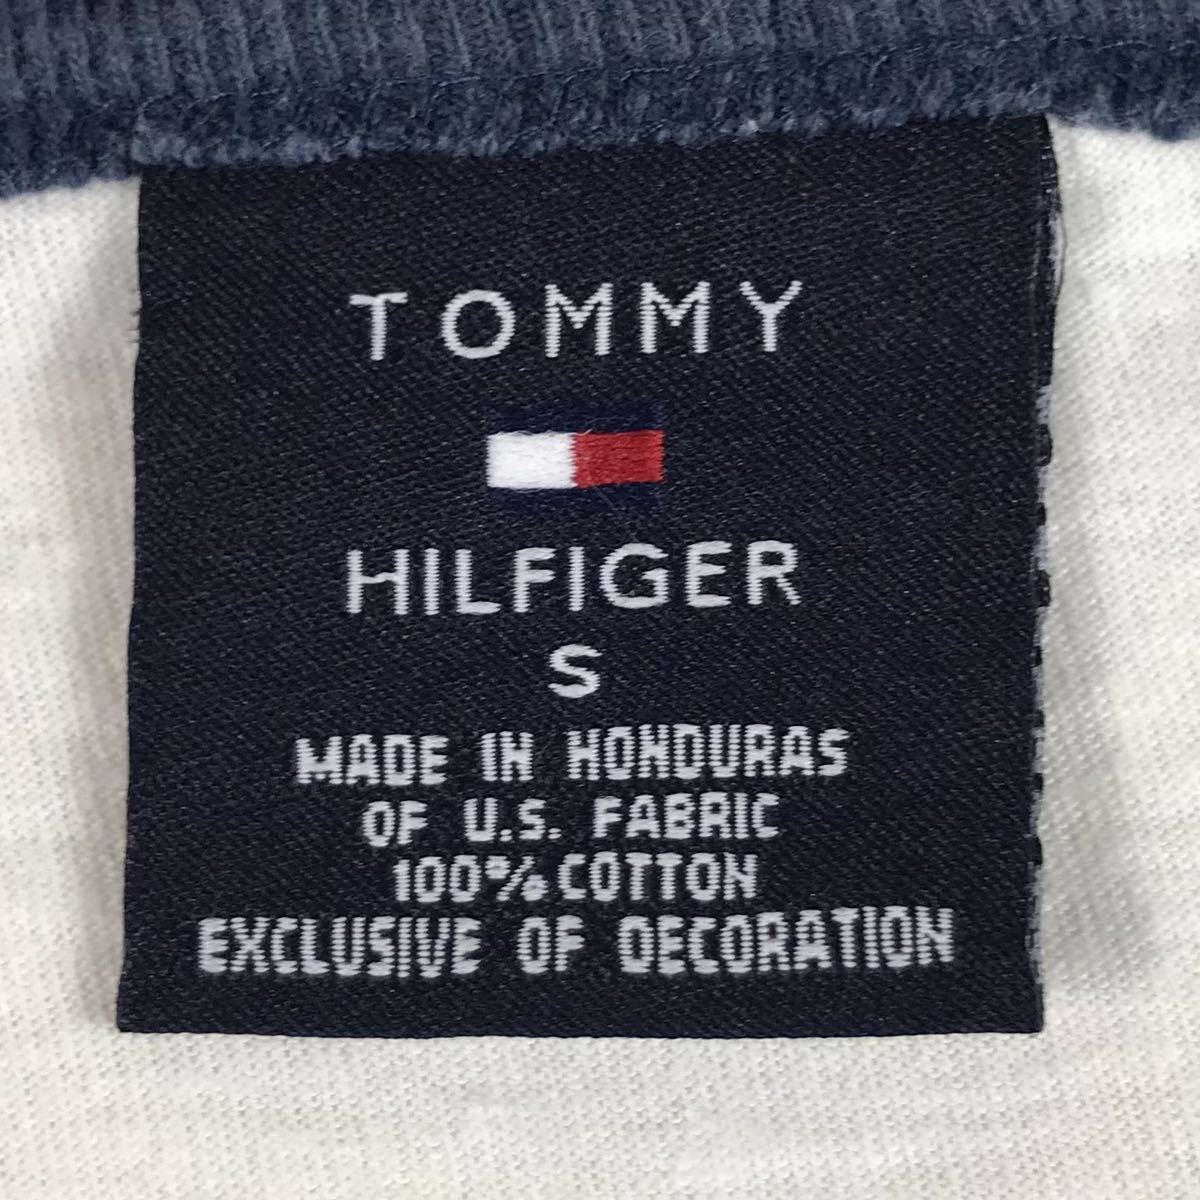 TOMMY
HILFIGER
S
MADE IN HONDURAS
OF U.S. FABRIC
100% COTTON
EXCLUSIVE OF DECORATION